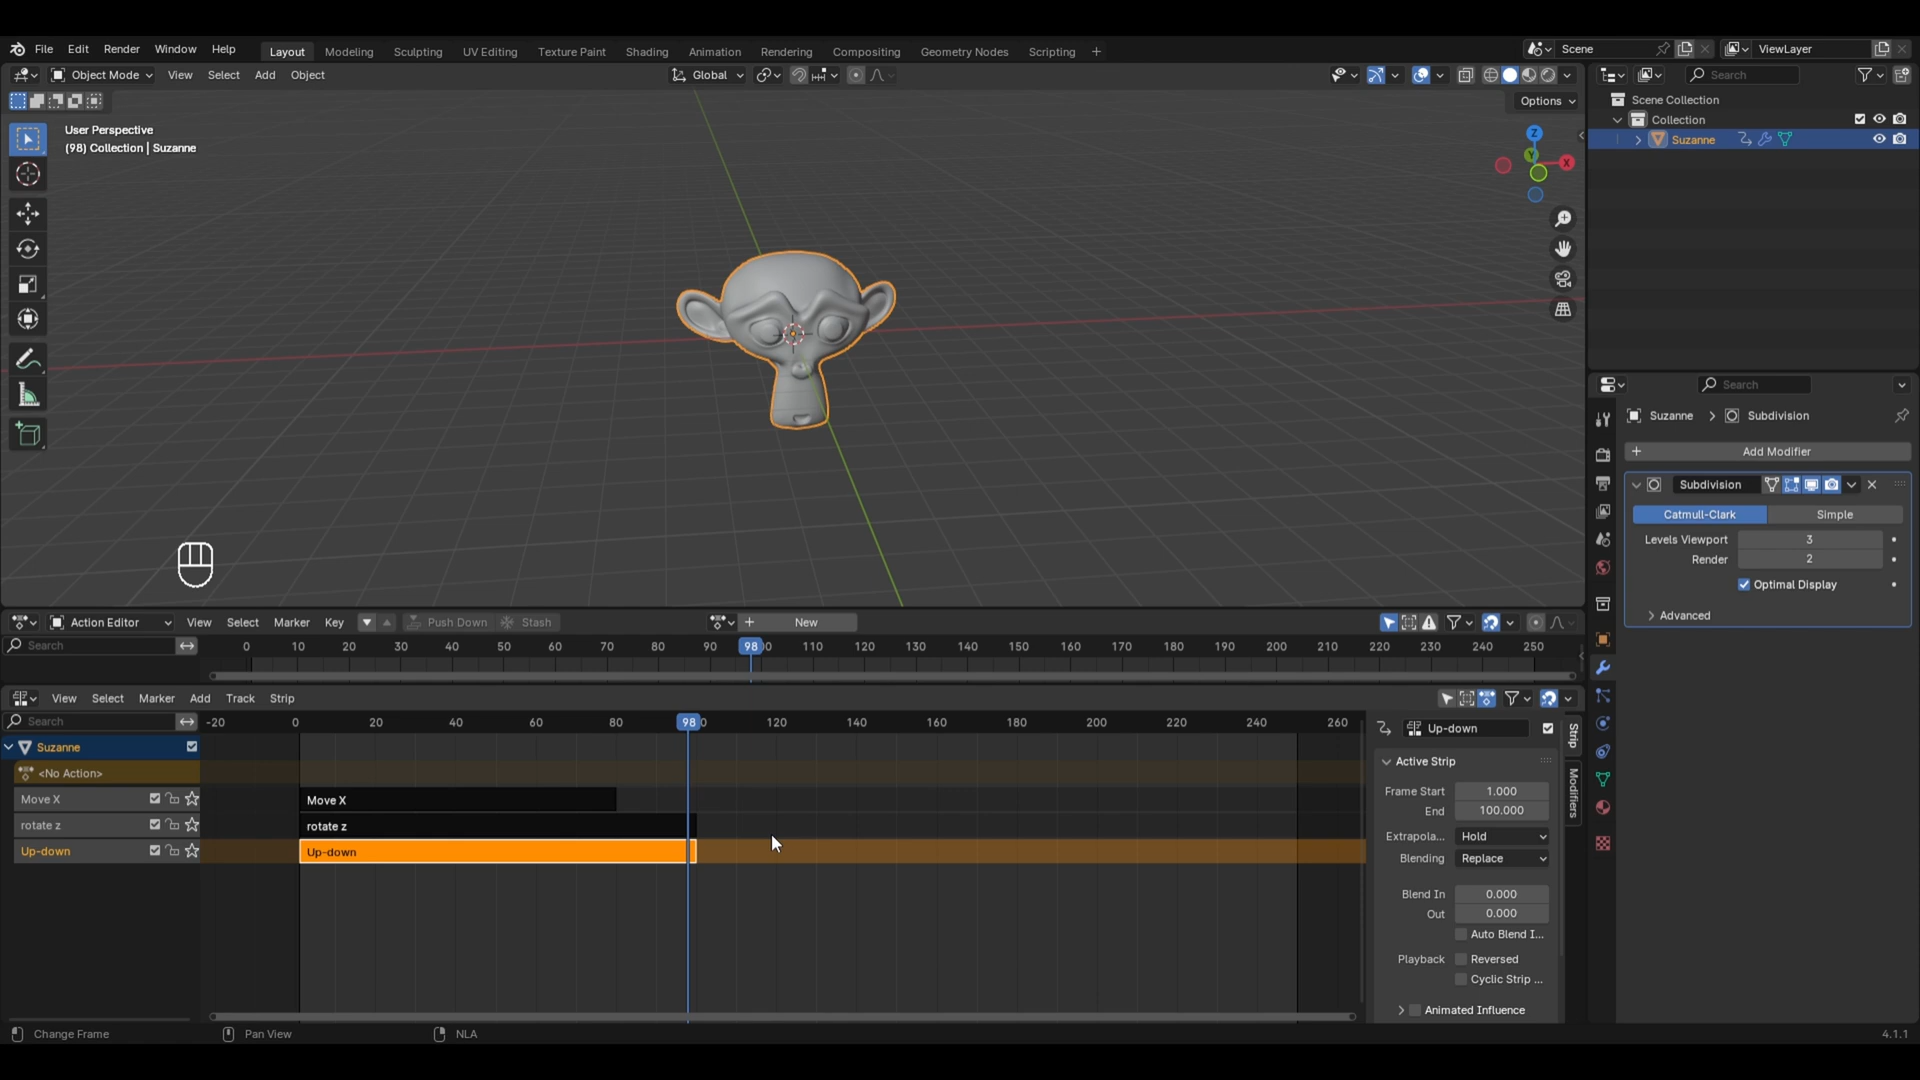 File Edit Render Window Help Layout Modeling Sculpting UV Editing Texture Paint Shading Animation Rendering Compositing Geometry Nodes Scripting + Scene ViewLayer
Object Mode View Select Add Object Global Search
Options
User Perspective
(98) Collection | Suzanne
Z
Y
X
Scene Collection
Collection
Suzanne
Search
Suzanne > Subdivision
+ Add Modifier
Subdivision
Catmull-Clark Simple
Levels Viewport 3
Render 2
Optimal Display
Advanced
Action Editor View Select Marker Key Push Down Stash + New
Search 0 10 20 30 40 50 60 70 80 90 98 0 110 120 130 140 150 160 170 180 190 200 210 220 230 240 250
View Select Marker Add Track Strip
Search -20 0 20 40 60 80 98 0 120 140 160 180 200 220 240 260
Suzanne
<No Action>
Move X Move X
rotate z rotate z
Up-down Up-down
Up-down
Strip
Modifiers
Active Strip
Frame Start 1.000
End 100.000
Extrapola... Hold
Blending Replace
Blend In 0.000
Out 0.000
Auto Blend I...
Playback Reversed
Cyclic Strip ...
Animated Influence
Change Frame Pan View NLA 4.1.1